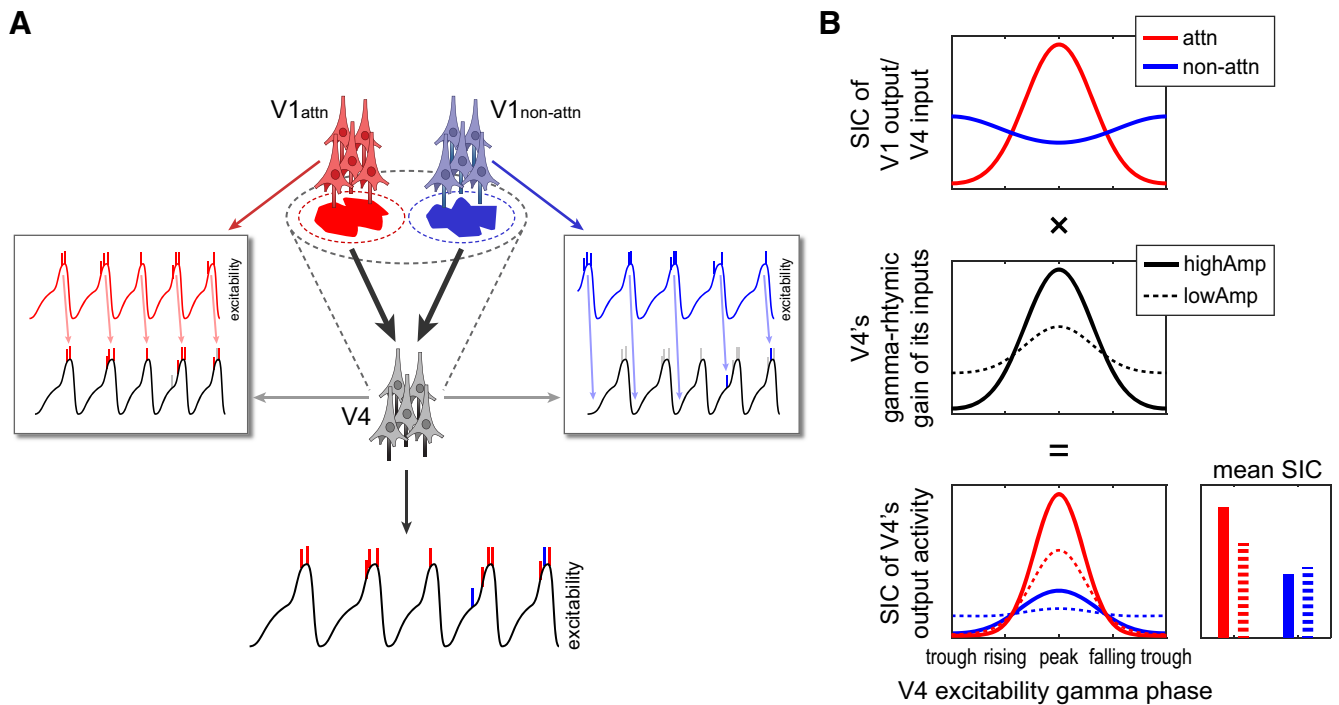 A
V1attn
V1non-attn
excitability
excitability
V4
excitability
B
attn
non-attn
SIC of
V1 output/
V4 input
×
highAmp
lowAmp
V4's
gamma-rhtymic
gain of its inputs
=
mean SIC
SIC of V4's
output activity
trough rising peak falling trough
V4 excitability gamma phase